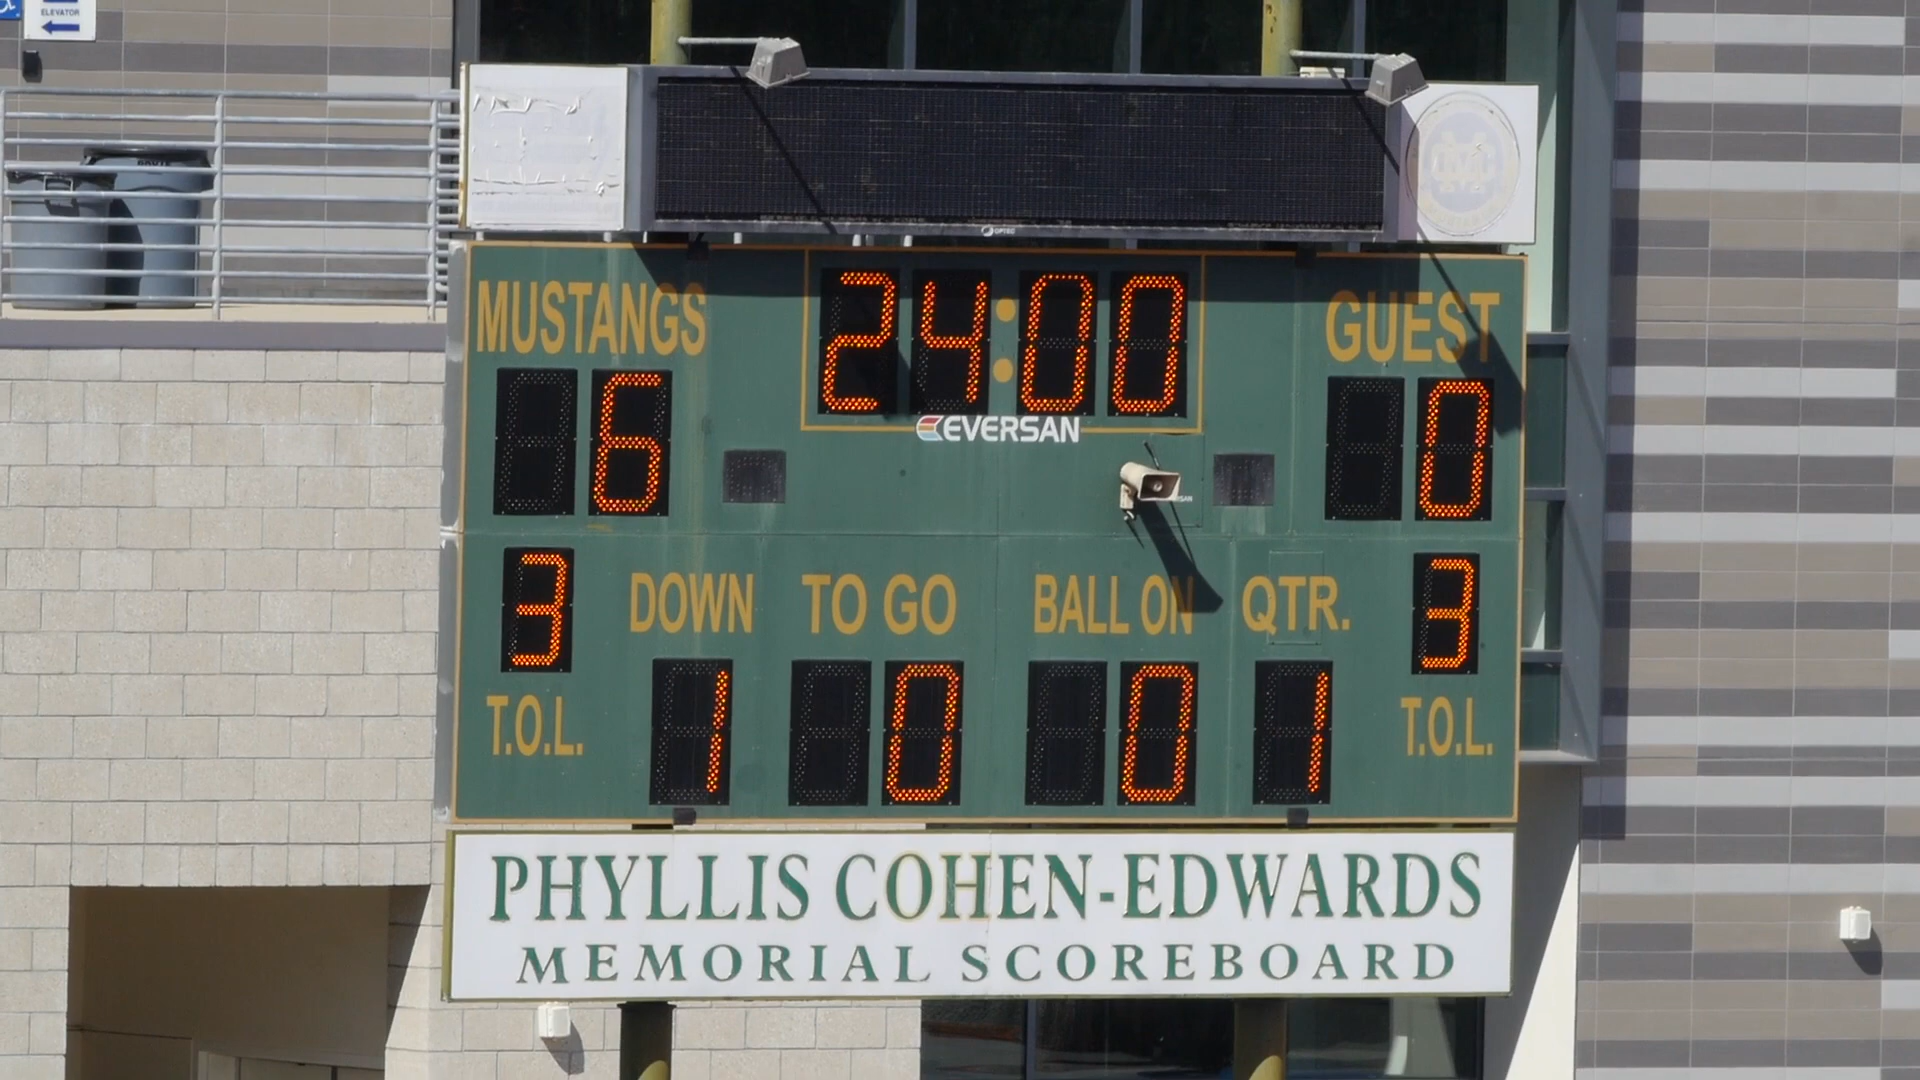 ELEVATOR
OPTEC
MUSTANGS 24:00 GUEST
6 0
EVERSAN
3 3
DOWN TO GO BALL ON QTR.
1 0 0 1
T.O.L. T.O.L.
PHYLLIS COHEN-EDWARDS
MEMORIAL SCOREBOARD